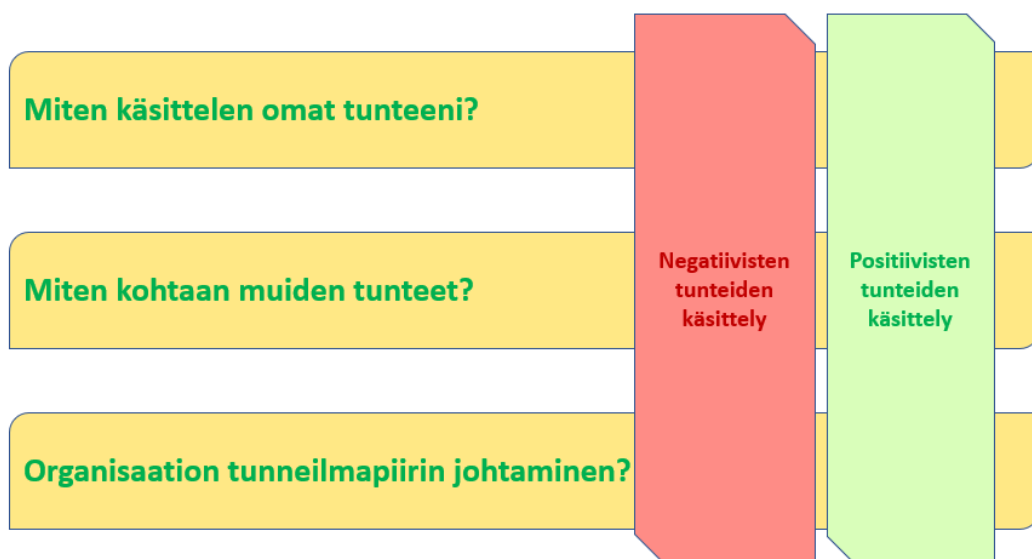 Miten käsittelen omat tunteeni?
Miten kohtaan muiden tunteet?
Organisaation tunneilmapiirin johtaminen?
Negatiivisten
tunteiden
käsittely
Positiivisten
tunteiden
käsittely